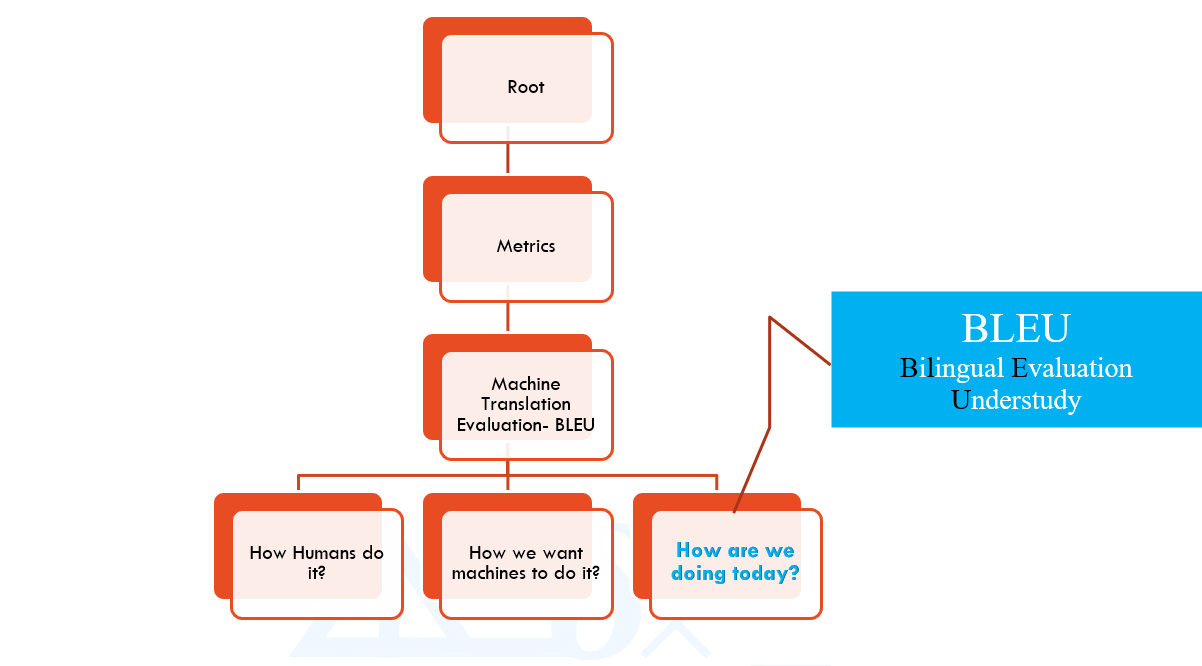 Root
Metrics
Machine
Translation
Evaluation- BLEU
BLEU
Bilingual Evaluation
Understudy
How Humans do
it?
How we want
machines to do it?
How are we
doing today?